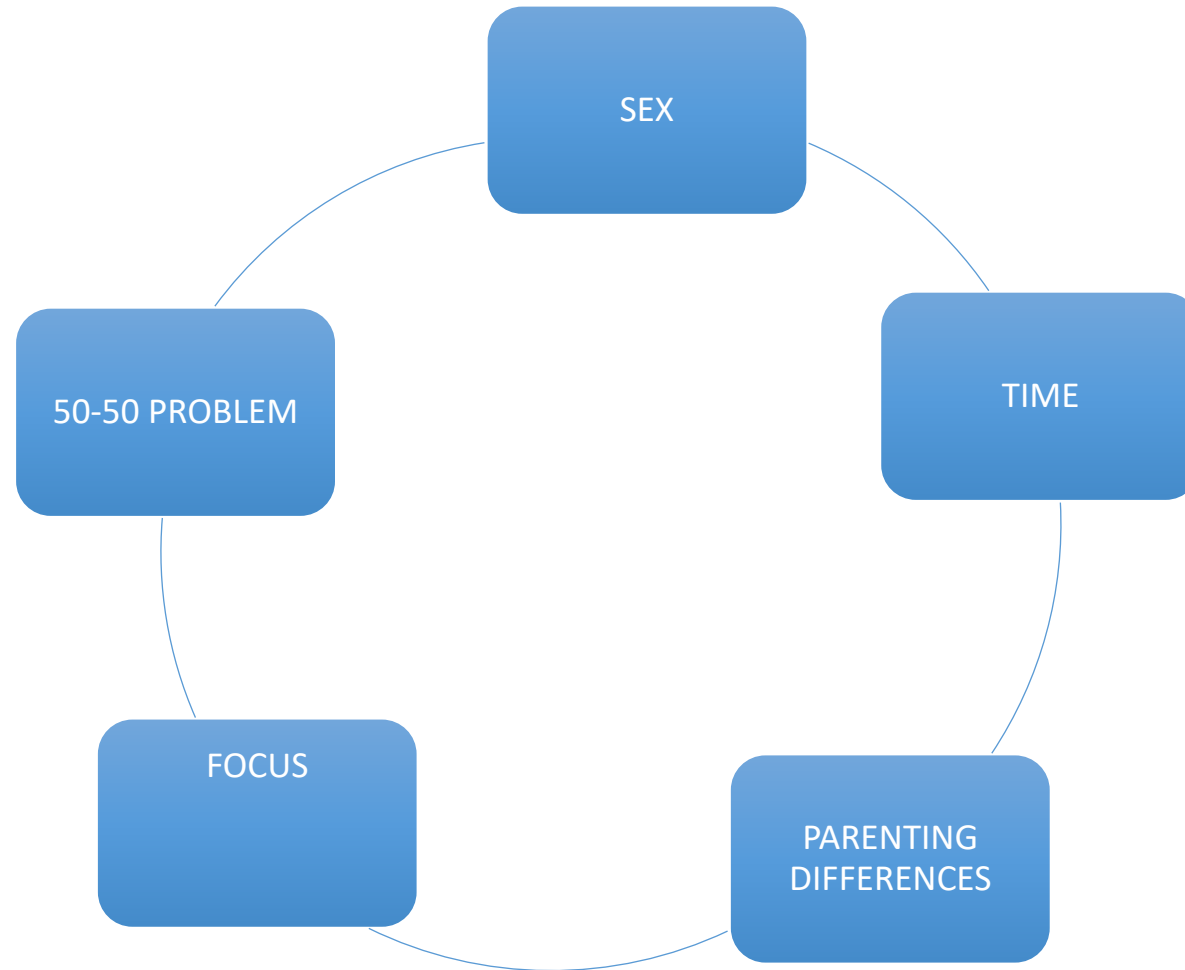 SEX
TIME
PARENTING
DIFFERENCES
FOCUS
50-50 PROBLEM